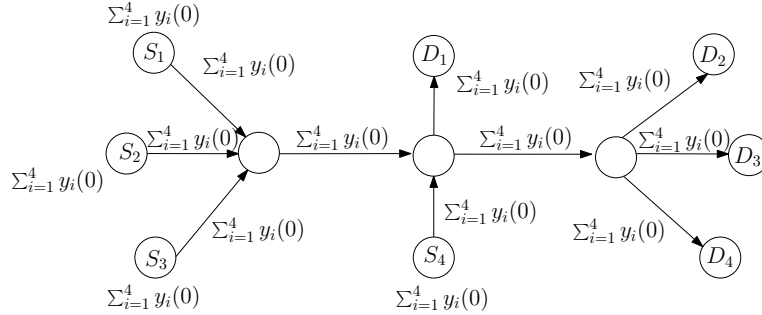 $\sum_{i=1}^{4} y_i(0)$
$S_1$
$\sum_{i=1}^{4} y_i(0)$
$D_1$
$\sum_{i=1}^{4} y_i(0)$
$D_2$
$\sum_{i=1}^{4} y_i(0)$
$S_2$
$\sum_{i=1}^{4} y_i(0)$
$\sum_{i=1}^{4} y_i(0)$
$\sum_{i=1}^{4} y_i(0)$
$\sum_{i=1}^{4} y_i(0)$
$D_3$
$\sum_{i=1}^{4} y_i(0)$
$\sum_{i=1}^{4} y_i(0)$
$\sum_{i=1}^{4} y_i(0)$
$\sum_{i=1}^{4} y_i(0)$
$S_3$
$S_4$
$D_4$
$\sum_{i=1}^{4} y_i(0)$
$\sum_{i=1}^{4} y_i(0)$